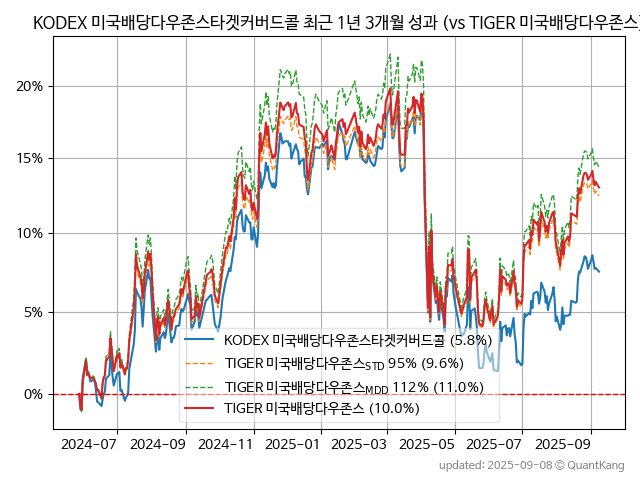 KODEX 미국배당다우존스타겟커버드콜 최근 1년 3개월 성과 (vs TIGER 미국배당다우존스)
20%
15%
10%
5%
0%
KODEX 미국배당다우존스타겟커버드콜 (5.8%)
TIGER 미국배당다우존스STD 95% (9.6%)
TIGER 미국배당다우존스MDD 112% (11.0%)
TIGER 미국배당다우존스 (10.0%)
2024-07 2024-09 2024-11 2025-01 2025-03 2025-05 2025-07 2025-09
updated: 2025-09-08 © QuantKang